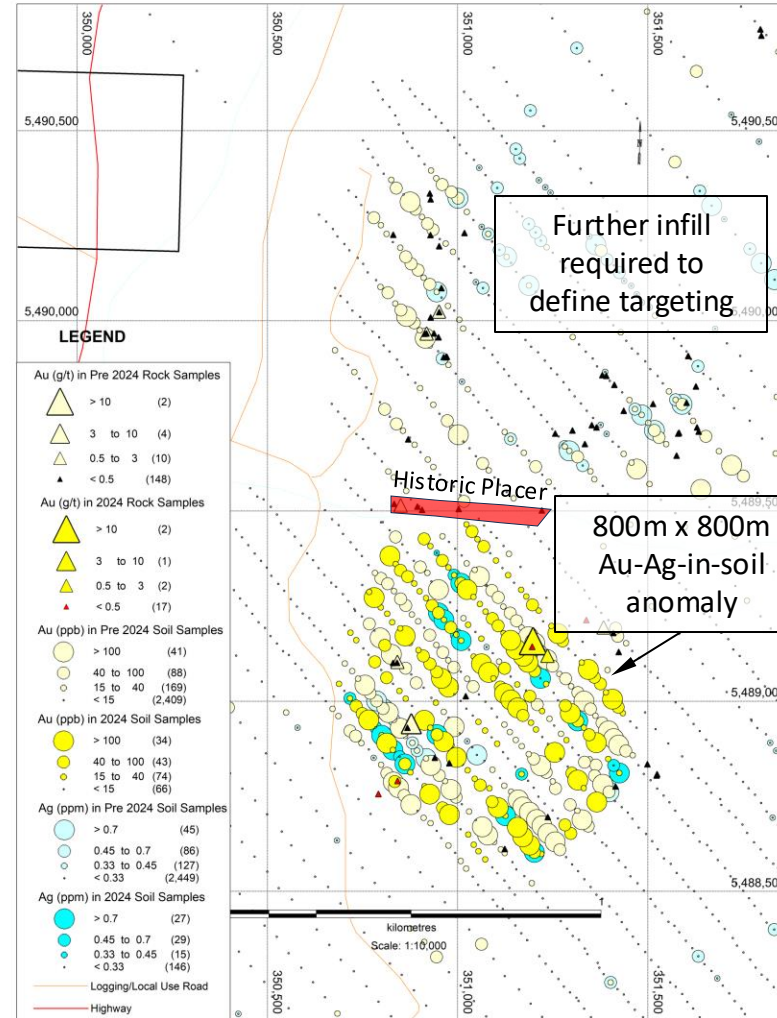 350,000
350,500
351,000
351,500
5,490,500
Further infill
required to
define targeting
5,490,000
LEGEND
Au (g/t) in Pre 2024 Rock Samples
> 10 (2)
3 to 10 (4)
0.5 to 3 (10)
< 0.5 (148)
Au (g/t) in 2024 Rock Samples
> 10 (2)
3 to 10 (1)
0.5 to 3 (2)
< 0.5 (17)
Au (ppb) in Pre 2024 Soil Samples
> 100 (41)
40 to 100 (88)
15 to 40 (169)
< 15 (2,409)
Au (ppb) in 2024 Soil Samples
> 100 (34)
40 to 100 (43)
15 to 40 (74)
< 15 (66)
Ag (ppm) in Pre 2024 Soil Samples
> 0.7 (45)
0.45 to 0.7 (86)
0.33 to 0.45 (127)
< 0.33 (2,449)
Ag (ppm) in 2024 Soil Samples
> 0.7 (27)
0.45 to 0.7 (29)
0.33 to 0.45 (15)
< 0.33 (146)
Logging/Local Use Road
Highway
Historic Placer
5,489,500
800m x 800m
Au-Ag-in-soil
anomaly
5,489,000
5,488,500
1
kilometres
Scale: 1:10,000
350,500
351,000
351,500